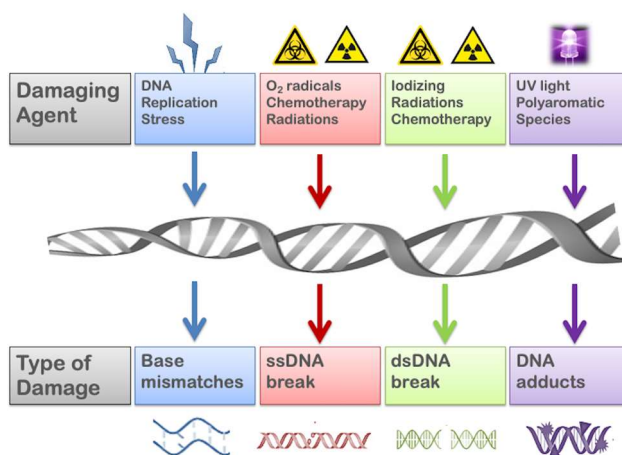 Damaging
Agent
DNA
Replication
Stress
O₂ radicals
Chemotherapy
Radiations
Iodizing
Radiations
Chemotherapy
UV light
Polyaromatic
Species
Type of
Damage
Base
mismatches
ssDNA
break
dsDNA
break
DNA
adducts